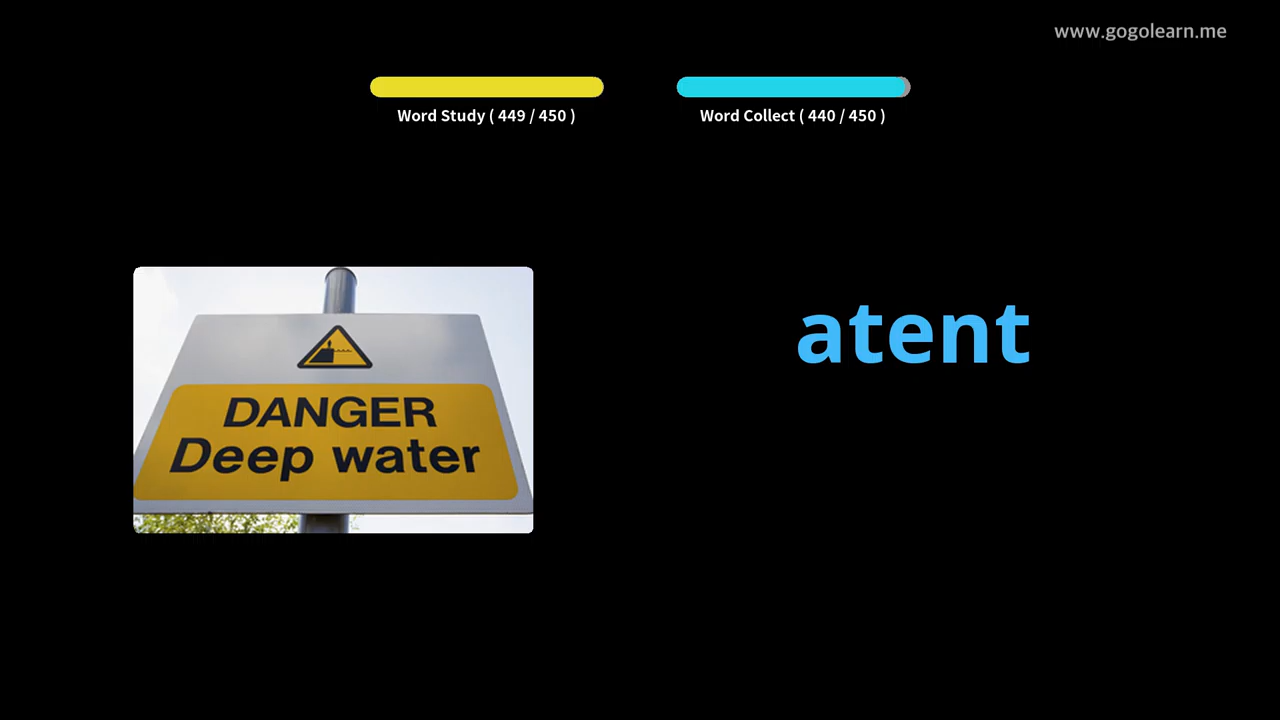 www.gogolearn.me
Word Study ( 449 / 450 )
Word Collect ( 440 / 450 )
DANGER
Deep water
atent